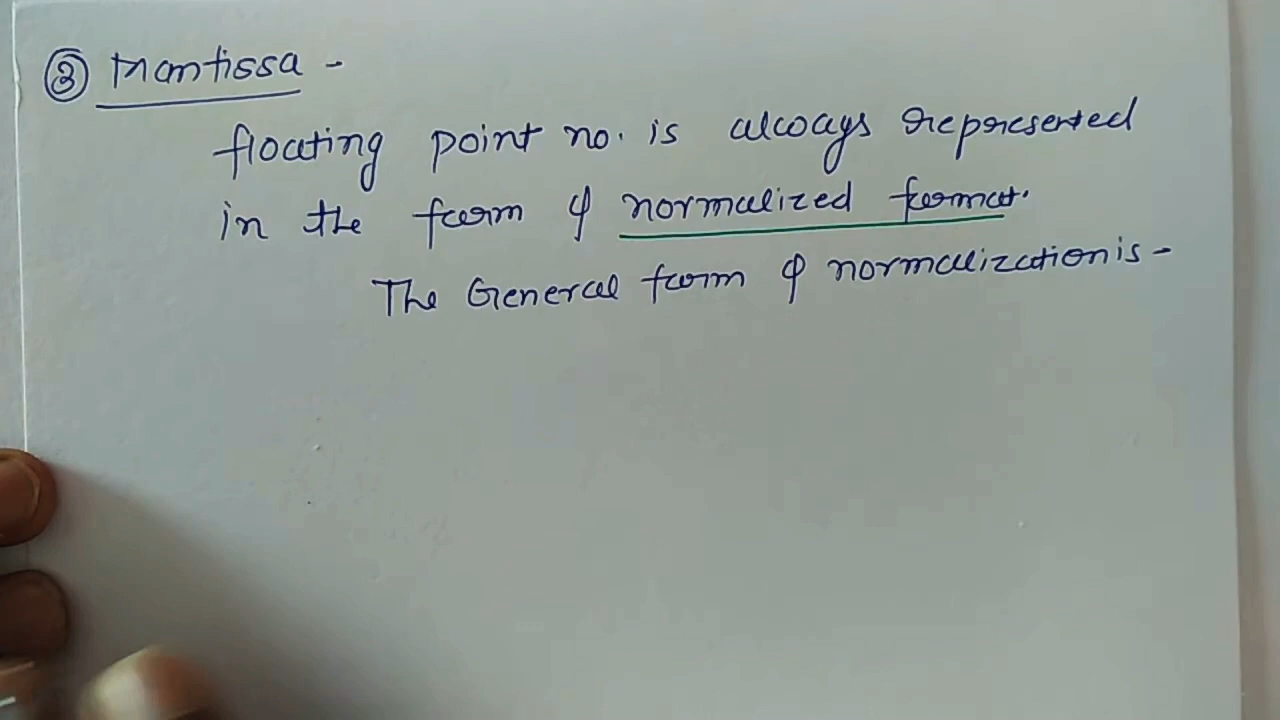 ③ Mantissa -
floating point no. is always represented
in the form of normalized format.
The General form of normalization is -